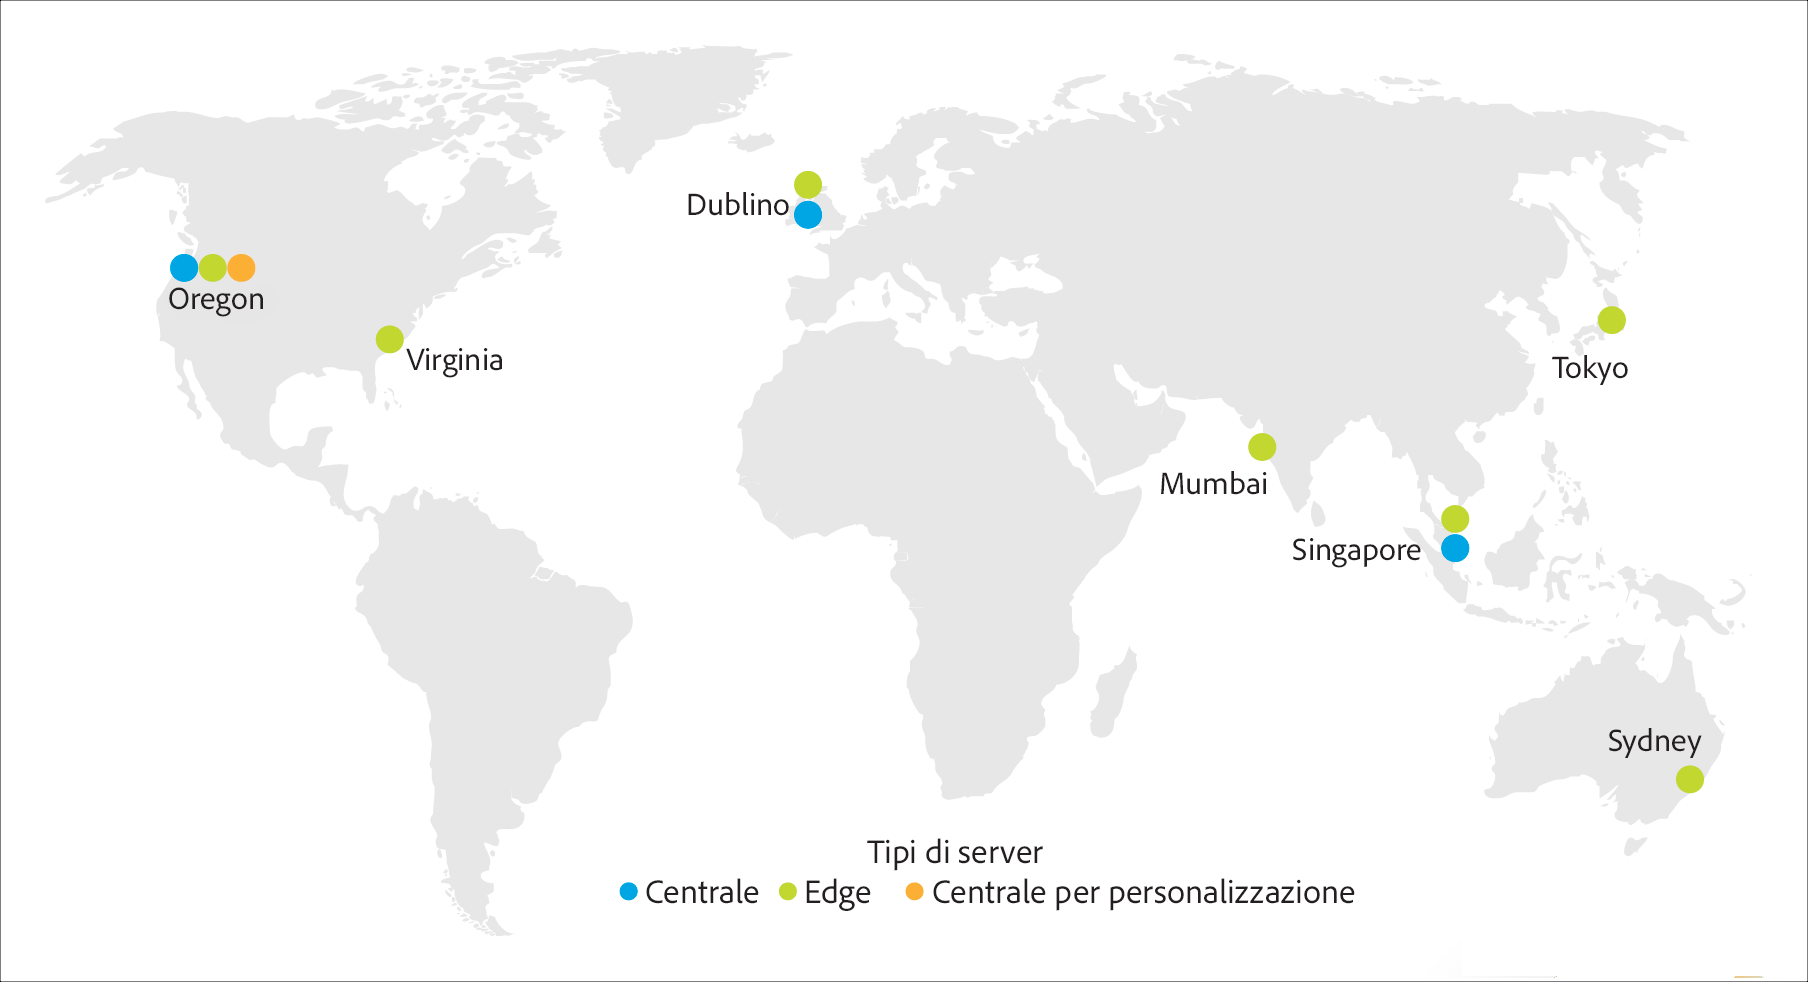 Dublino
Oregon
Virginia
Tokyo
Mumbai
Singapore
Sydney
Tipi di server
Centrale Edge Centrale per personalizzazione